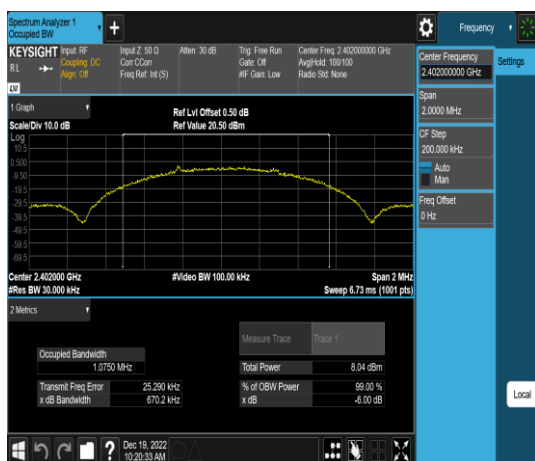 Spectrum Analyzer 1
Occupied BW
Frequency
KEYSIGHT
Input: RF
Input Z: 50 Ω
Atten: 30 dB
Trig: Free Run
Center Freq: 2.402000000 GHz
R L
Coupling: DC
Corr CCorr
Gate: Off
Avg|Hold: 100/100
Align: Off
Freq Ref: Int (S)
#IF Gain: Low
Radio Std: None
Center Frequency
2.402000000 GHz
Settings
Span
2.0000 MHz
CF Step
200.000 kHz
Auto
Man
Freq Offset
0 Hz
Local
1 Graph
Ref Lvl Offset 0.50 dB
Scale/Div 10.0 dB
Ref Value 20.50 dBm
Log
10.5
0.500
-9.50
-19.5
-29.5
-39.5
-49.5
-59.5
-69.5
Center 2.402000 GHz
#Video BW 100.00 kHz
Span 2 MHz
#Res BW 30.000 kHz
Sweep 6.73 ms (1001 pts)
2 Metrics
Measure Trace
Trace 1
Occupied Bandwidth
1.0750 MHz
Total Power
8.04 dBm
Transmit Freq Error
25.290 kHz
% of OBW Power
99.00 %
x dB Bandwidth
670.2 kHz
x dB
-6.00 dB
?
Dec 19, 2022
10:20:33 AM